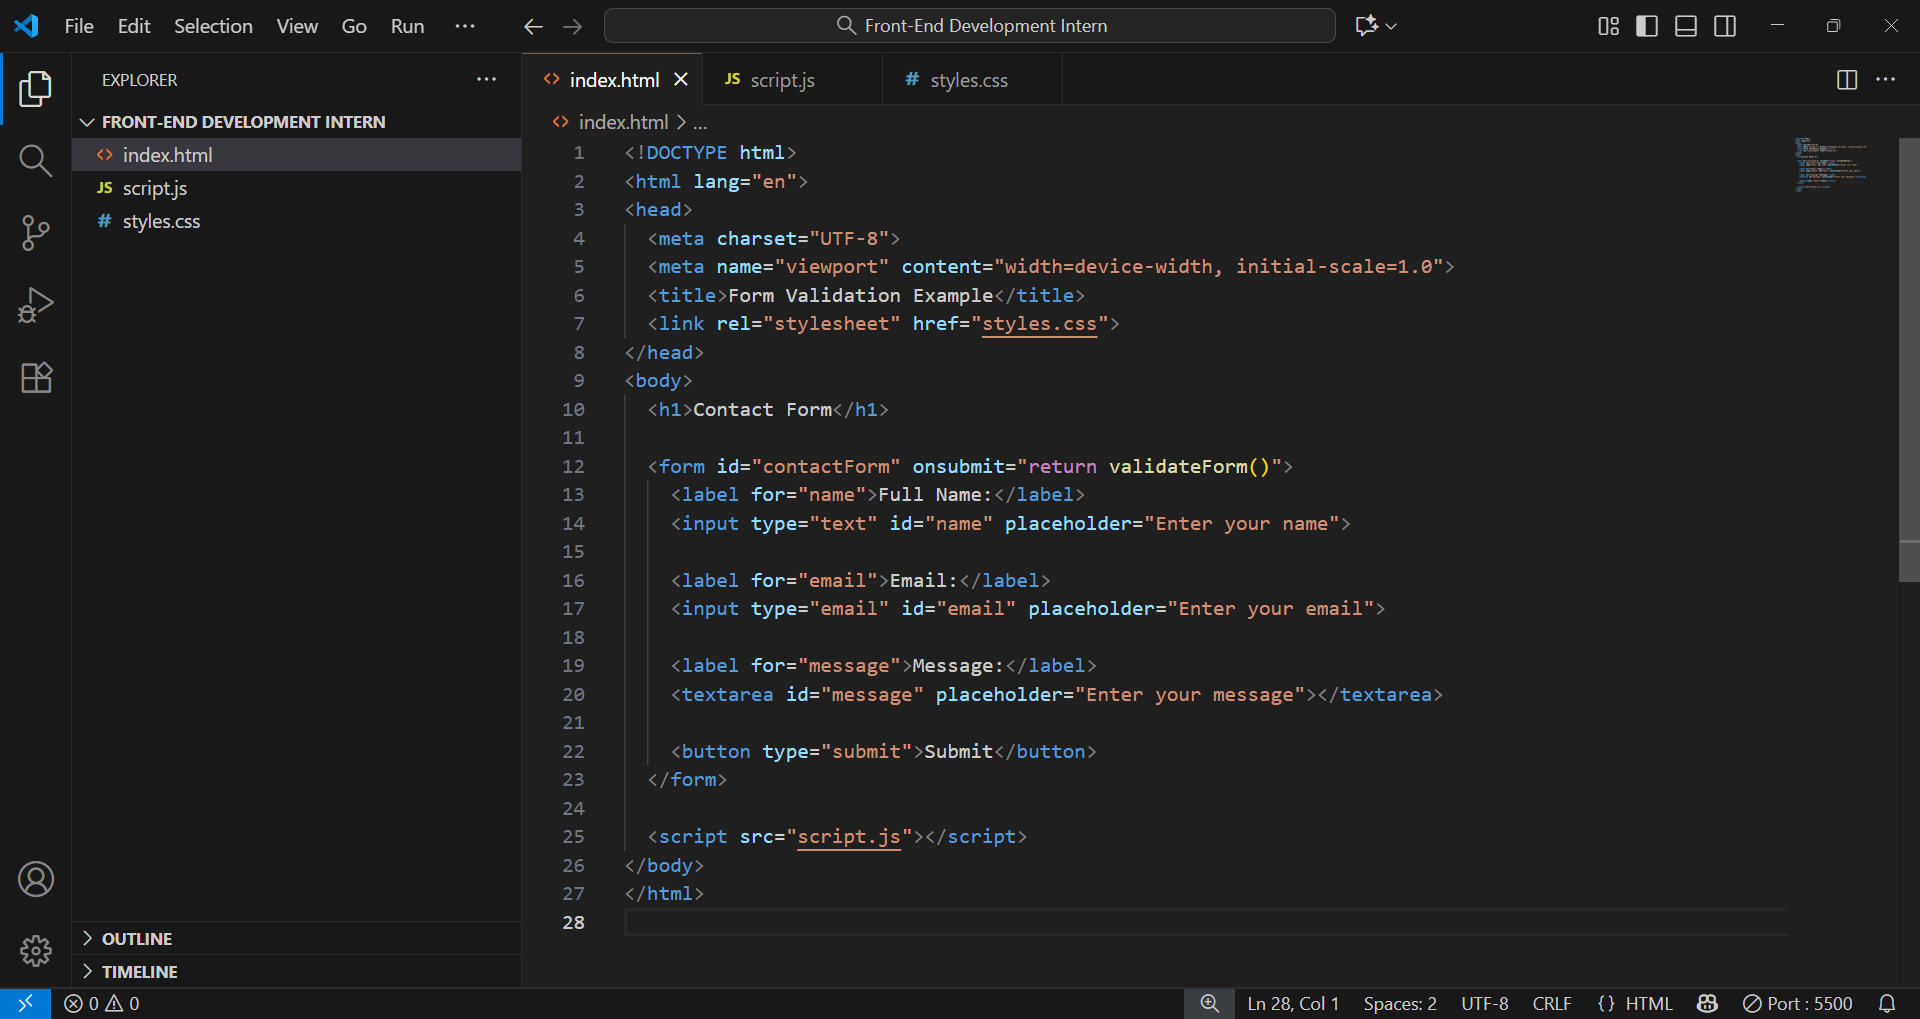 File Edit Selection View Go Run ··· Front-End Development Intern
EXPLORER ···
FRONT-END DEVELOPMENT INTERN
<> index.html
JS script.js
# styles.css
OUTLINE
TIMELINE
<> index.html JS script.js # styles.css ···
<> index.html > ...
1 <!DOCTYPE html>
2 <html lang="en">
3 <head>
4   <meta charset="UTF-8">
5   <meta name="viewport" content="width=device-width, initial-scale=1.0">
6   <title>Form Validation Example</title>
7   <link rel="stylesheet" href="styles.css">
8 </head>
9 <body>
10   <h1>Contact Form</h1>
11
12   <form id="contactForm" onsubmit="return validateForm()">
13     <label for="name">Full Name:</label>
14     <input type="text" id="name" placeholder="Enter your name">
15
16     <label for="email">Email:</label>
17     <input type="email" id="email" placeholder="Enter your email">
18
19     <label for="message">Message:</label>
20     <textarea id="message" placeholder="Enter your message"></textarea>
21
22     <button type="submit">Submit</button>
23   </form>
24
25   <script src="script.js"></script>
26 </body>
27 </html>
28
0 0 Ln 28, Col 1 Spaces: 2 UTF-8 CRLF {} HTML Port : 5500